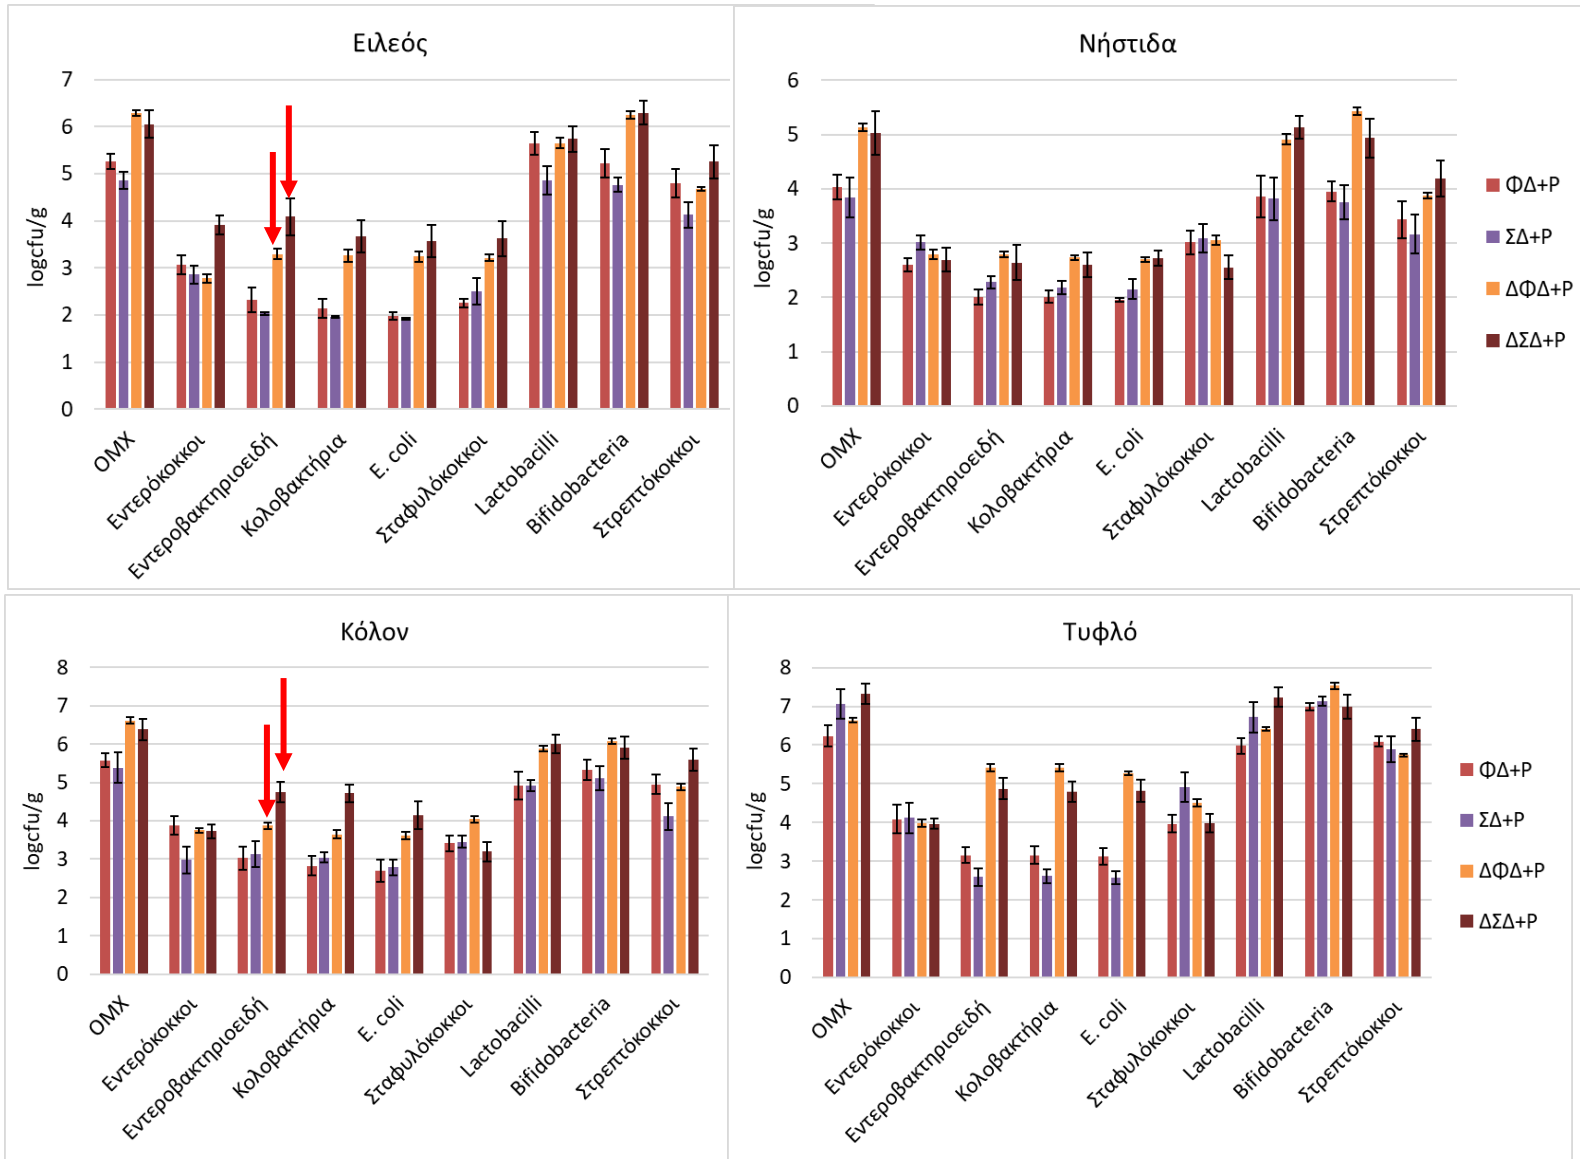 Ειλεός
7
6
5
4
3
2
1
0
logcfu/g
ΟΜΧ
Εντερόκοκκοι
Εντεροβακτηριοειδή
Κολοβακτήρια
E. coli
Σταφυλόκοκκοι
Lactobacilli
Bifidobacteria
Στρεπτόκοκκοι
Νήστιδα
6
5
4
3
2
1
0
logcfu/g
ΟΜΧ
Εντερόκοκκοι
Εντεροβακτηριοειδή
Κολοβακτήρια
E. coli
Σταφυλόκοκκοι
Lactobacilli
Bifidobacteria
Στρεπτόκοκκοι
ΦΔ+Ρ
ΣΔ+Ρ
ΔΦΔ+Ρ
ΔΣΔ+Ρ
Κόλον
8
7
6
5
4
3
2
1
0
logcfu/g
ΟΜΧ
Εντερόκοκκοι
Εντεροβακτηριοειδή
Κολοβακτήρια
E. coli
Σταφυλόκοκκοι
Lactobacilli
Bifidobacteria
Στρεπτόκοκκοι
Τυφλό
8
7
6
5
4
3
2
1
0
logcfu/g
ΟΜΧ
Εντερόκοκκοι
Εντεροβακτηριοειδή
Κολοβακτήρια
E. coli
Σταφυλόκοκκοι
Lactobacilli
Bifidobacteria
Στρεπτόκοκκοι
ΦΔ+Ρ
ΣΔ+Ρ
ΔΦΔ+Ρ
ΔΣΔ+Ρ